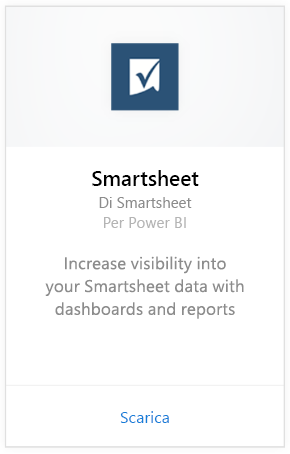 Smartsheet
Di Smartsheet
Per Power BI
Increase visibility into
your Smartsheet data with
dashboards and reports
Scarica